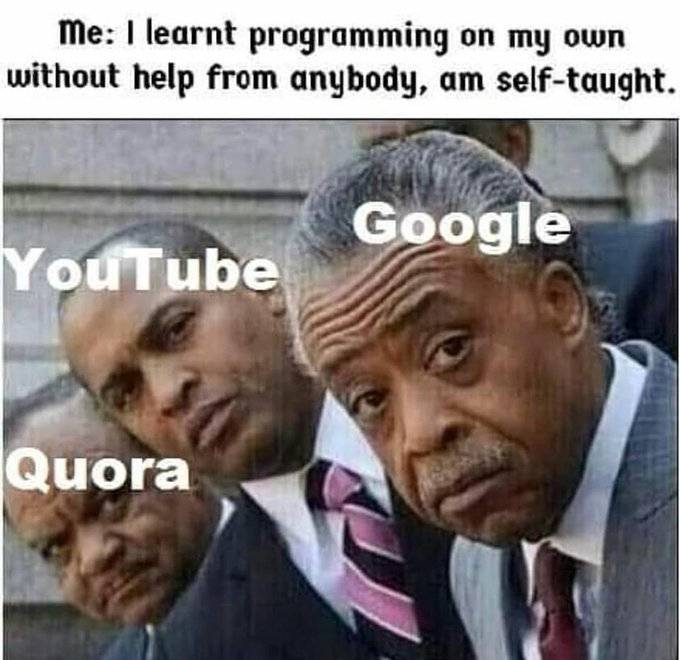 Me: I learnt programming on my own
without help from anybody, am self-taught.
Google
YouTube
Quora